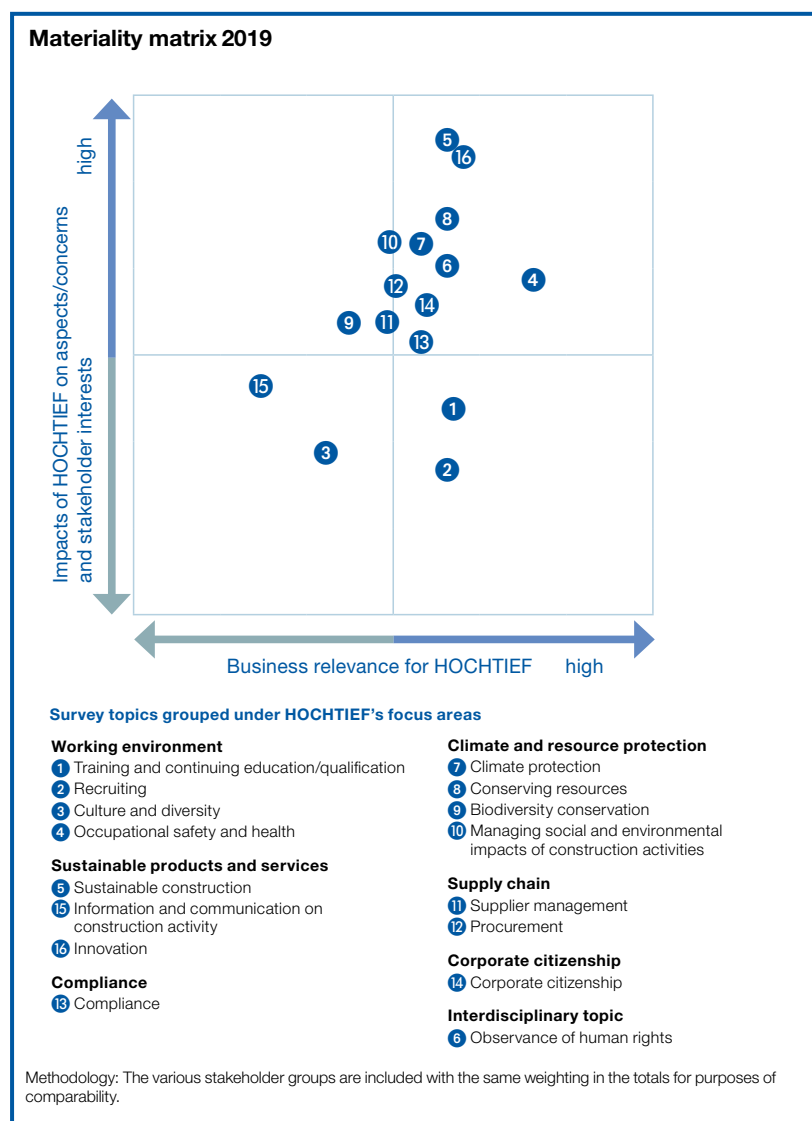 Materiality matrix 2019
high
Impacts of HOCHTIEF on aspects/concerns
and stakeholder interests
5
16
8
10
7
6
4
12
14
9
11
13
15
1
3
2
Business relevance for HOCHTIEF high
Survey topics grouped under HOCHTIEF's focus areas
Working environment
1 Training and continuing education/qualification
2 Recruiting
3 Culture and diversity
4 Occupational safety and health
Sustainable products and services
5 Sustainable construction
15 Information and communication on
construction activity
16 Innovation
Compliance
13 Compliance
Climate and resource protection
7 Climate protection
8 Conserving resources
9 Biodiversity conservation
10 Managing social and environmental
impacts of construction activities
Supply chain
11 Supplier management
12 Procurement
Corporate citizenship
14 Corporate citizenship
Interdisciplinary topic
6 Observance of human rights
Methodology: The various stakeholder groups are included with the same weighting in the totals for purposes of
comparability.